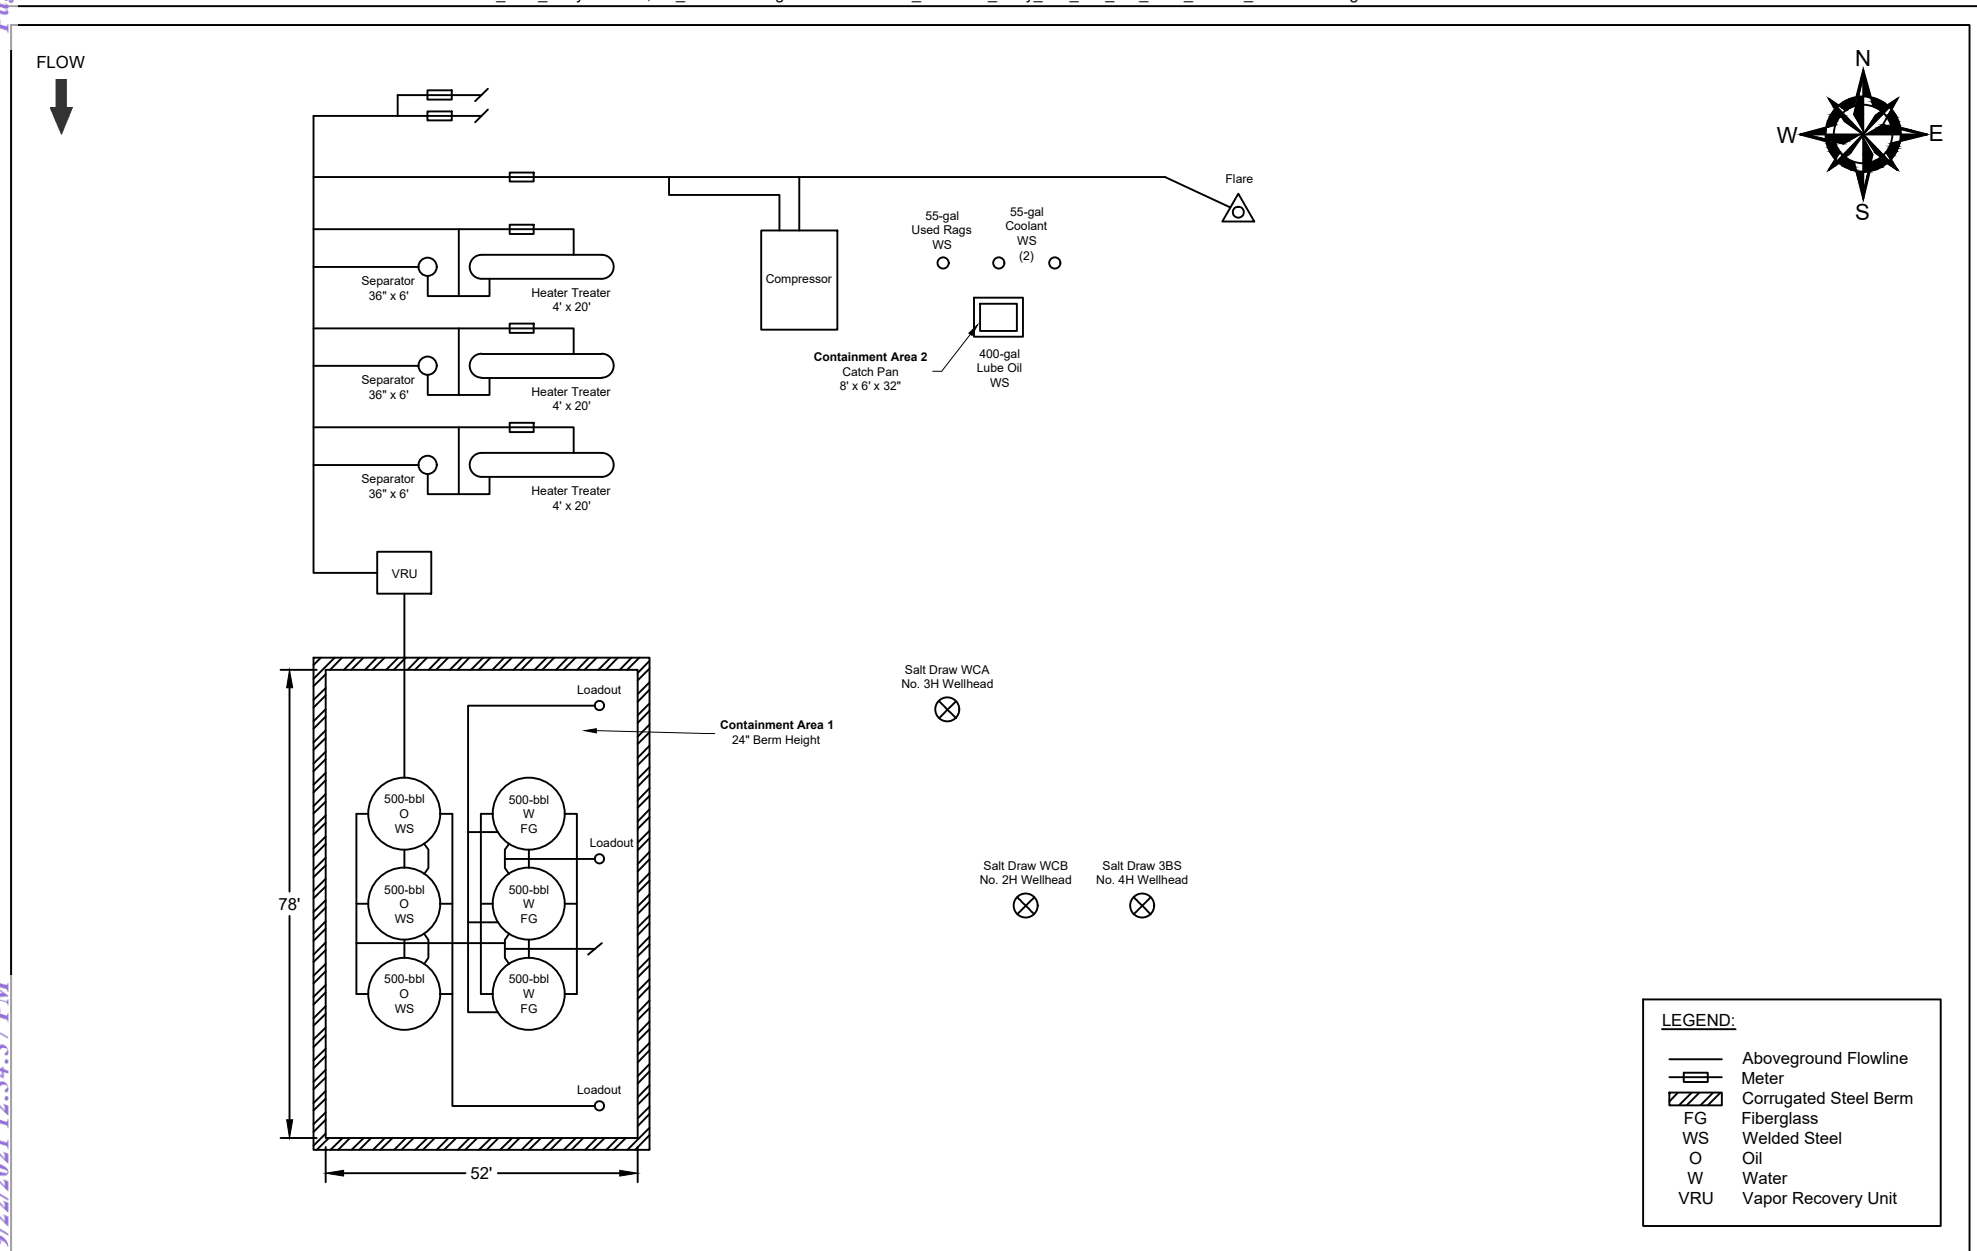 FLOW
N
W
E
S
Flare
55-gal
Used Rags
WS
55-gal
Coolant
WS
(2)
Compressor
Separator
36" x 6'
Heater Treater
4' x 20'
Containment Area 2
Catch Pan
8' x 6' x 32"
400-gal
Lube Oil
WS
Separator
36" x 6'
Heater Treater
4' x 20'
Separator
36" x 6'
Heater Treater
4' x 20'
VRU
Salt Draw WCA
No. 3H Wellhead
Loadout
Containment Area 1
24" Berm Height
500-bbl
O
WS
500-bbl
W
FG
Loadout
Salt Draw WCB
No. 2H Wellhead
Salt Draw 3BS
No. 4H Wellhead
500-bbl
O
WS
500-bbl
W
FG
78'
500-bbl
O
WS
500-bbl
W
FG
Loadout
52'
LEGEND:
Aboveground Flowline
Meter
Corrugated Steel Berm
FG Fiberglass
WS Welded Steel
O Oil
W Water
VRU Vapor Recovery Unit